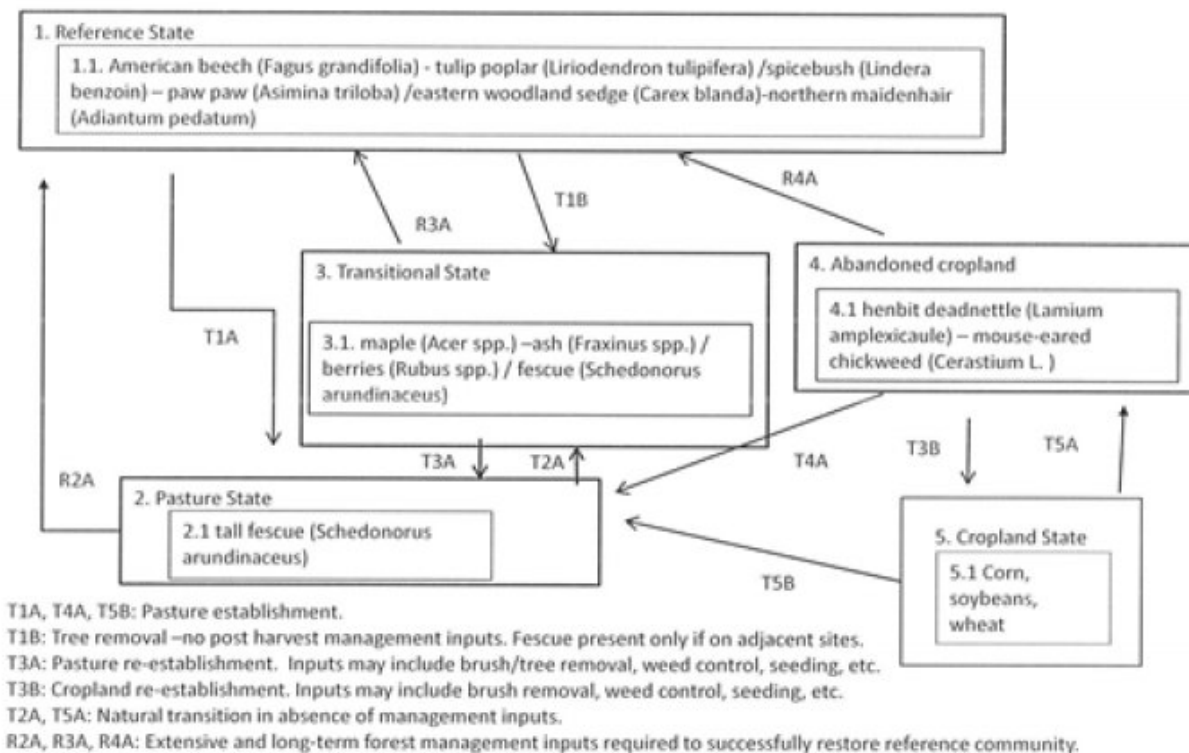 1. Reference State
1.1. American beech (Fagus grandifolia) - tulip poplar (Liriodendron tulipifera) /spicebush (Lindera
benzoin) – paw paw (Asimina triloba) /eastern woodland sedge (Carex blanda)-northern maidenhair
(Adiantum pedatum)
R3A
T1B
R4A
3. Transitional State
3.1. maple (Acer spp.) –ash (Fraxinus spp.) /
berries (Rubus spp.) / fescue (Schedonorus
arundinaceus)
4. Abandoned cropland
4.1 henbit deadnettle (Lamium
amplexicaule) – mouse-eared
chickweed (Cerastium L. )
T1A
R2A
T3A
T2A
T4A
T3B
T5A
2. Pasture State
2.1 tall fescue (Schedonorus
arundinaceus)
T5B
5. Cropland State
5.1 Corn,
soybeans,
wheat
T1A, T4A, T5B: Pasture establishment.
T1B: Tree removal –no post harvest management inputs. Fescue present only if on adjacent sites.
T3A: Pasture re-establishment. Inputs may include brush/tree removal, weed control, seeding, etc.
T3B: Cropland re-establishment. Inputs may include brush removal, weed control, seeding, etc.
T2A, T5A: Natural transition in absence of management inputs.
R2A, R3A, R4A: Extensive and long-term forest management inputs required to successfully restore reference community.